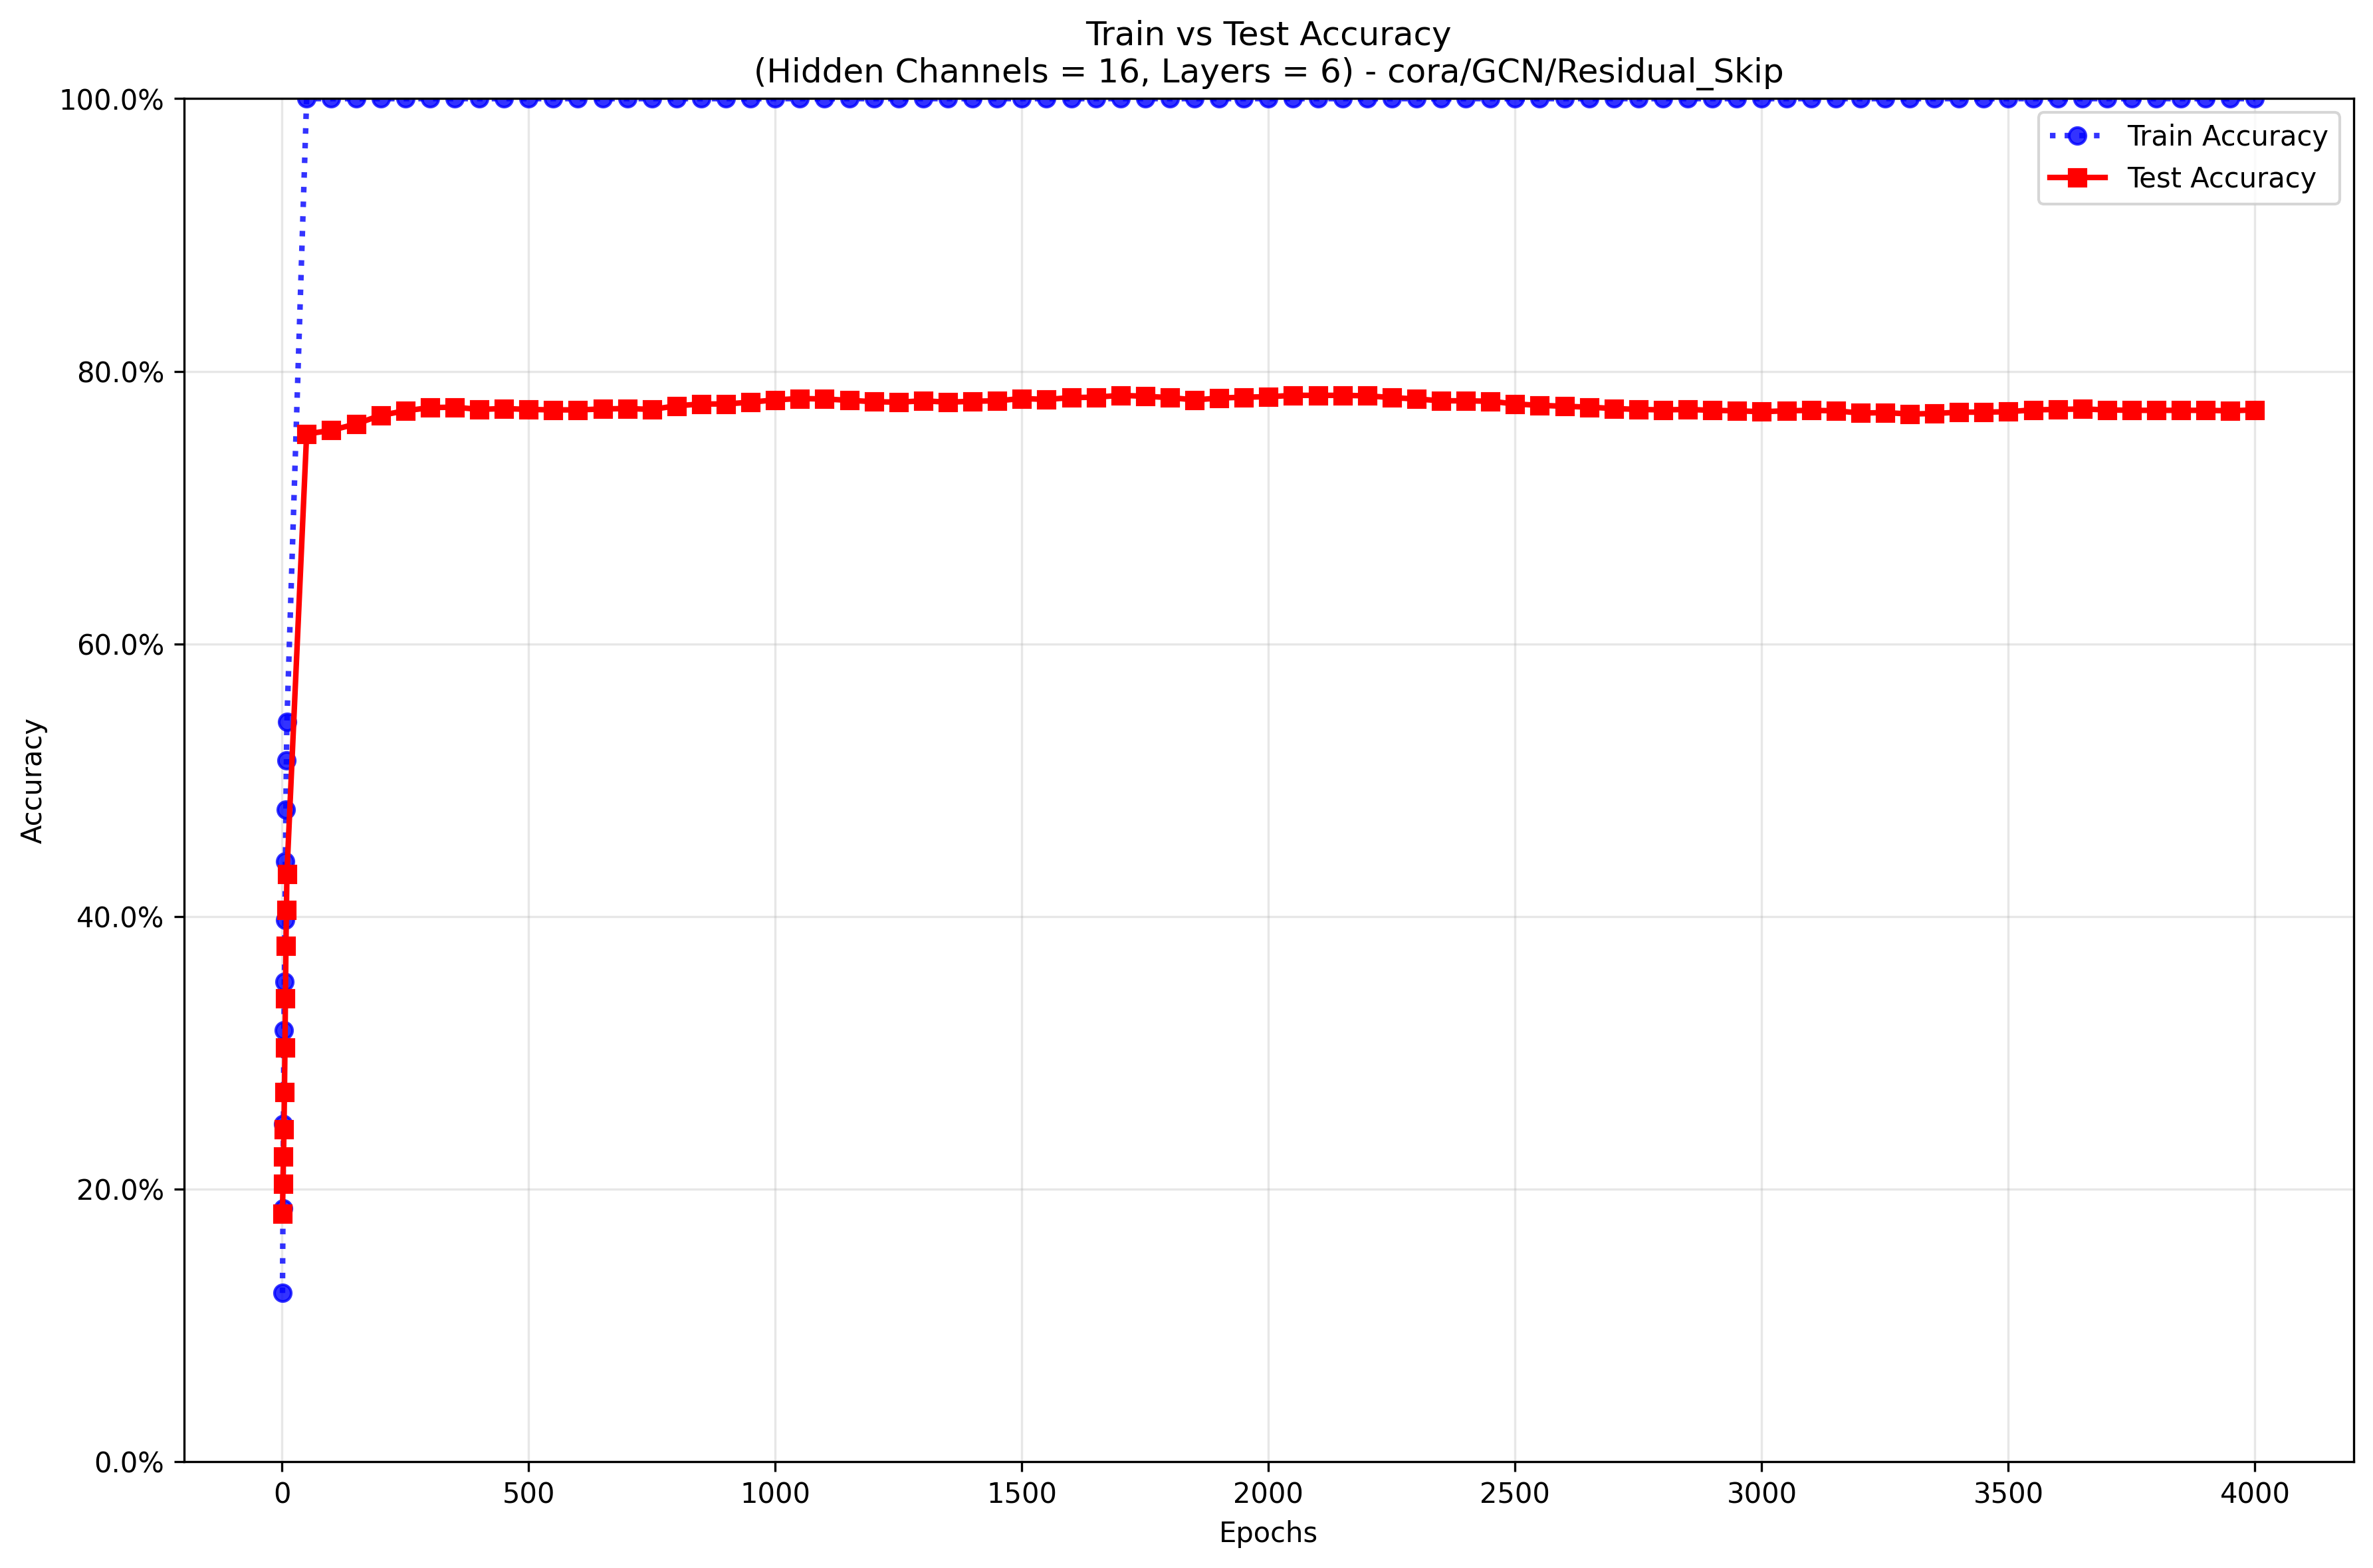 Train vs Test Accuracy
(Hidden Channels = 16, Layers = 6) - cora/GCN/Residual_Skip
100.0%
80.0%
60.0%
40.0%
20.0%
0.0%
Accuracy
Train Accuracy
Test Accuracy
0 500 1000 1500 2000 2500 3000 3500 4000
Epochs